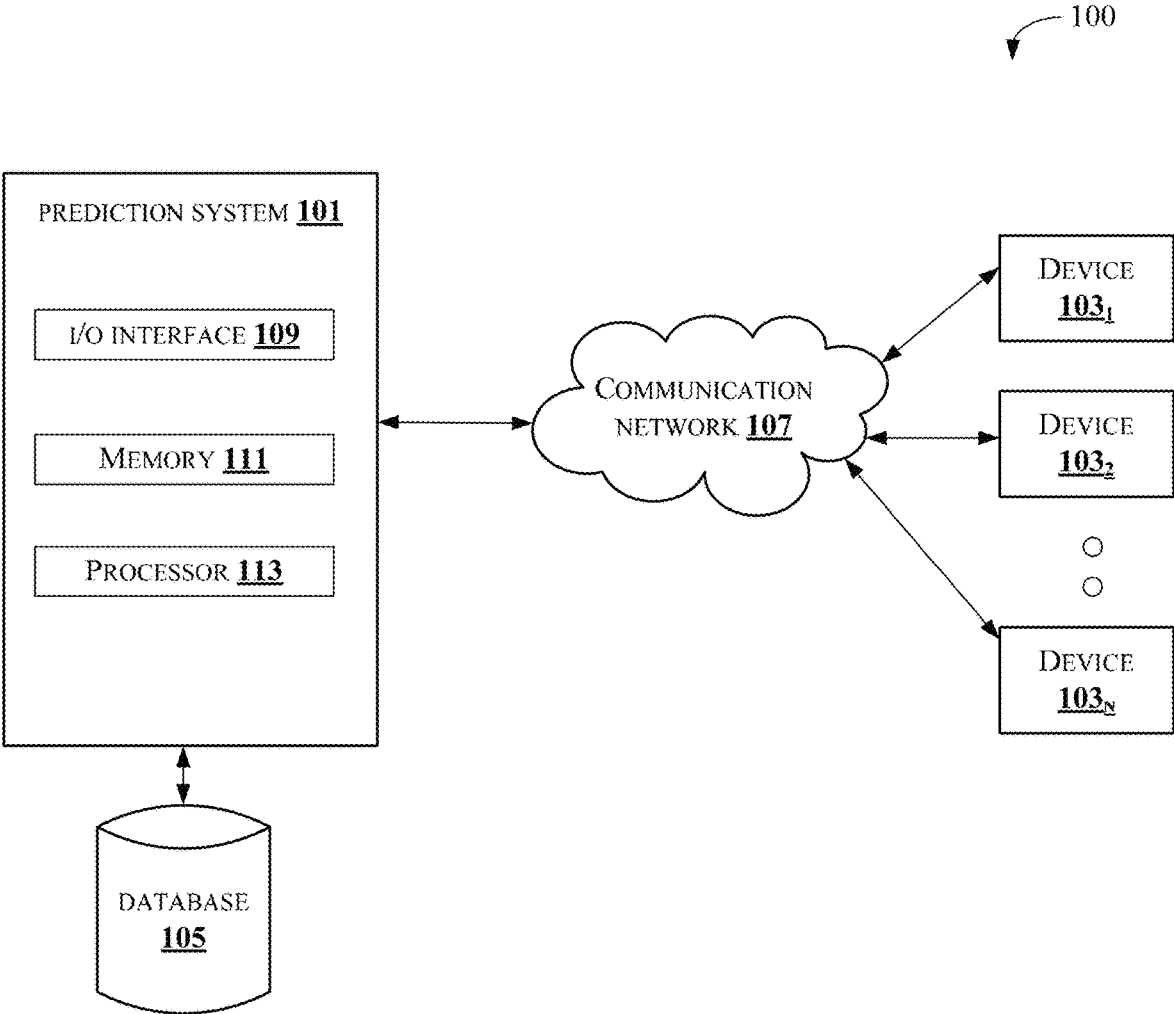 100
PREDICTION SYSTEM 101
I/O INTERFACE 109
MEMORY 111
PROCESSOR 113
DATABASE
105
COMMUNICATION
NETWORK 107
DEVICE
103₁
DEVICE
103₂
DEVICE
103ₙ